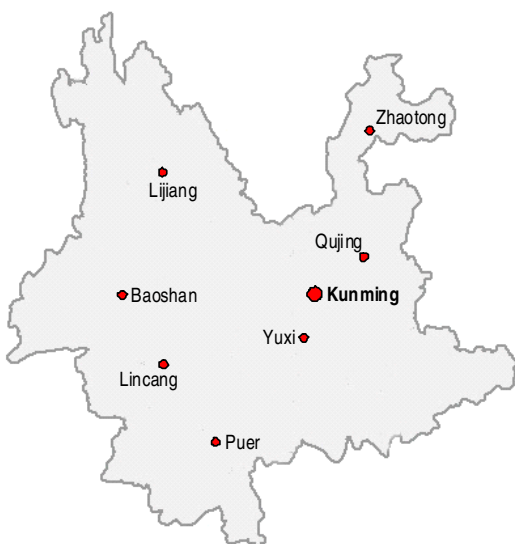 Zhaotong
Lijiang
Qujing
Baoshan
Kunming
Yuxi
Lincang
Puer